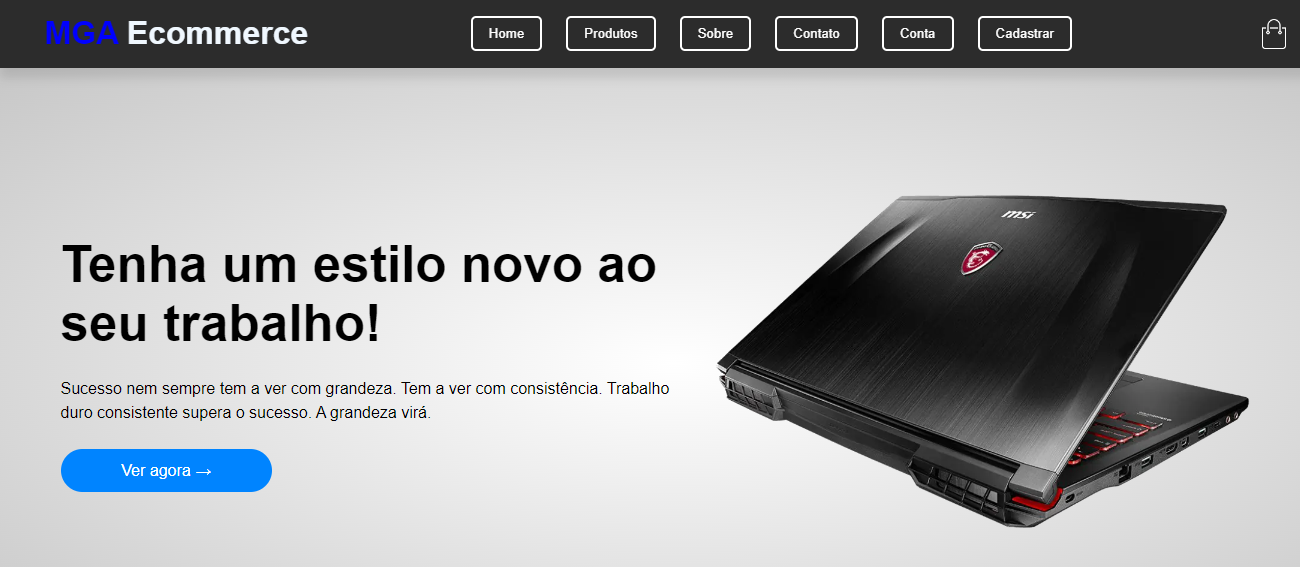 MGA Ecommerce
Home
Produtos
Sobre
Contato
Conta
Cadastrar
msi
Tenha um estilo novo ao
seu trabalho!
Sucesso nem sempre tem a ver com grandeza. Tem a ver com consistência. Trabalho
duro consistente supera o sucesso. A grandeza virá.
Ver agora →